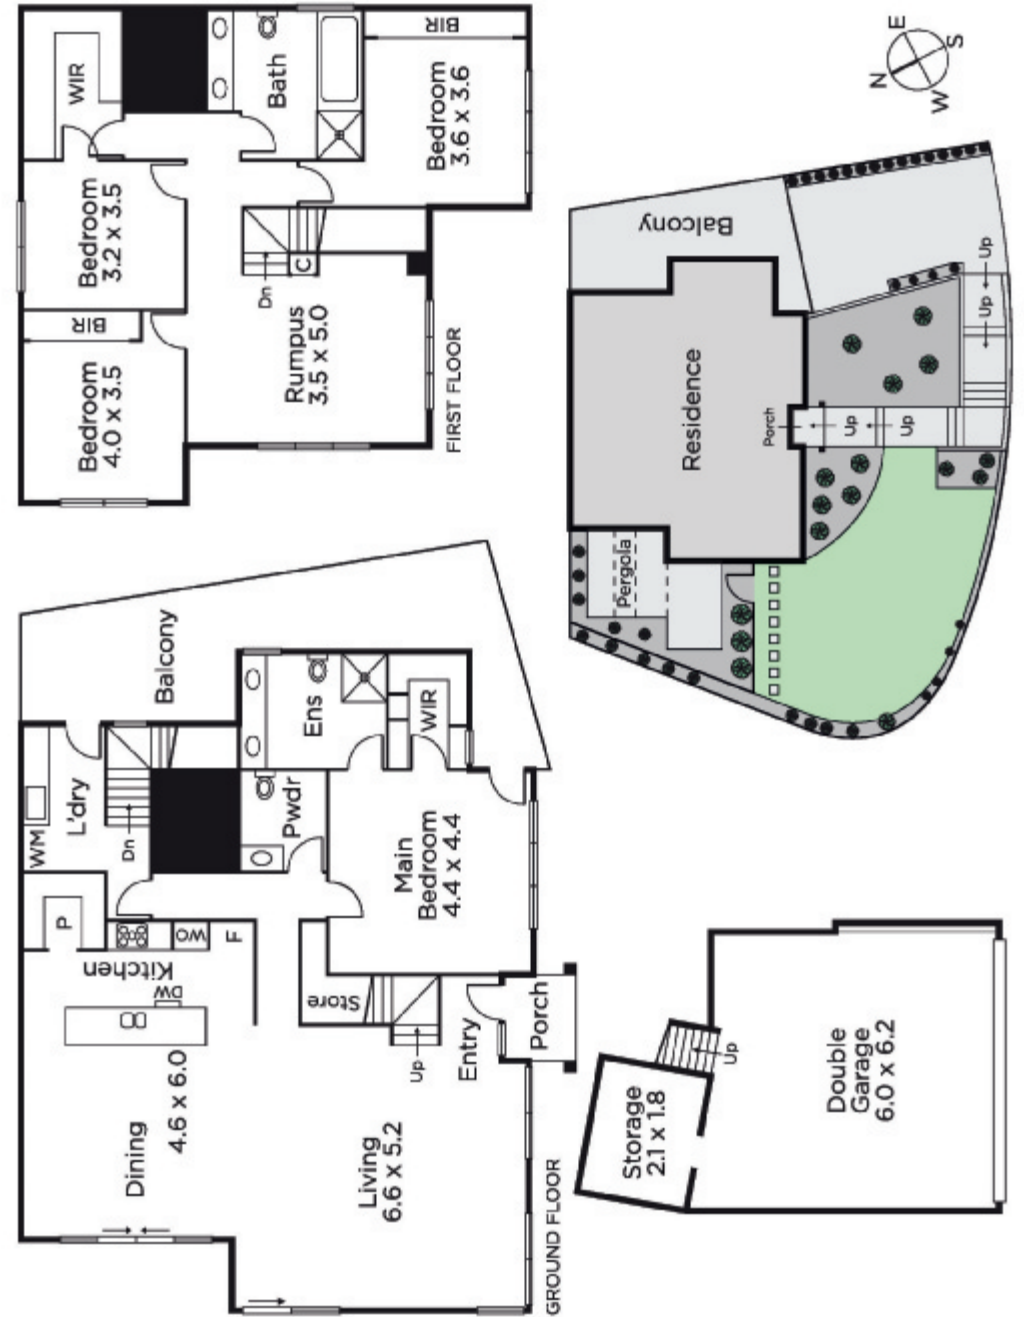 WIR
Bath
BIR
Bedroom
3.6 x 3.6
Bedroom
3.2 x 3.5
Dn
C
BIR
Bedroom
4.0 x 3.5
Rumpus
3.5 x 5.0
FIRST FLOOR
N
E
S
W
Balcony
Residence
Porch
Up
Up
Up
Up
Pergola
Balcony
Ens
WIR
L'dry
WM
Dn
Pwdr
Main
Bedroom
4.4 x 4.4
P
Kitchen
WO
F
DW
Store
Up
Entry
Porch
Dining
4.6 x 6.0
Living
6.6 x 5.2
GROUND FLOOR
Storage
2.1 x 1.8
Up
Double
Garage
6.0 x 6.2